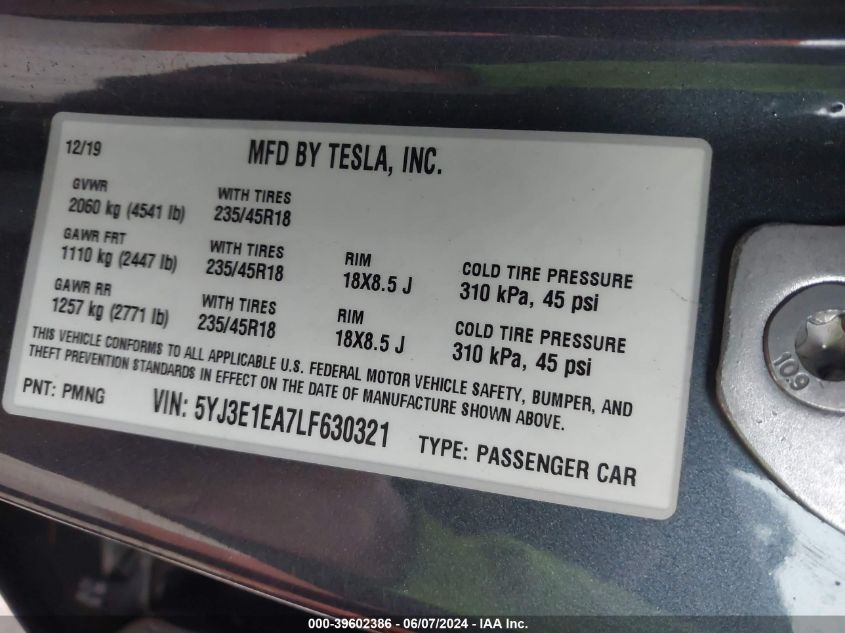 12/19 MFD BY TESLA, INC.
GVWR
2060 kg (4541 lb) WITH TIRES
235/45R18
GAWR FRT
1110 kg (2447 lb) WITH TIRES
235/45R18 RIM
18X8.5 J COLD TIRE PRESSURE
310 kPa, 45 psi
GAWR RR
1257 kg (2771 lb) WITH TIRES
235/45R18 RIM
18X8.5 J COLD TIRE PRESSURE
310 kPa, 45 psi
THIS VEHICLE CONFORMS TO ALL APPLICABLE U.S. FEDERAL MOTOR VEHICLE SAFETY, BUMPER, AND
THEFT PREVENTION STANDARDS IN EFFECT ON THE DATE OF MANUFACTURE SHOWN ABOVE.
PNT: PMNG VIN: 5YJ3E1EA7LF630321 TYPE: PASSENGER CAR
10.9
000-39602386 - 06/07/2024 - IAA Inc.